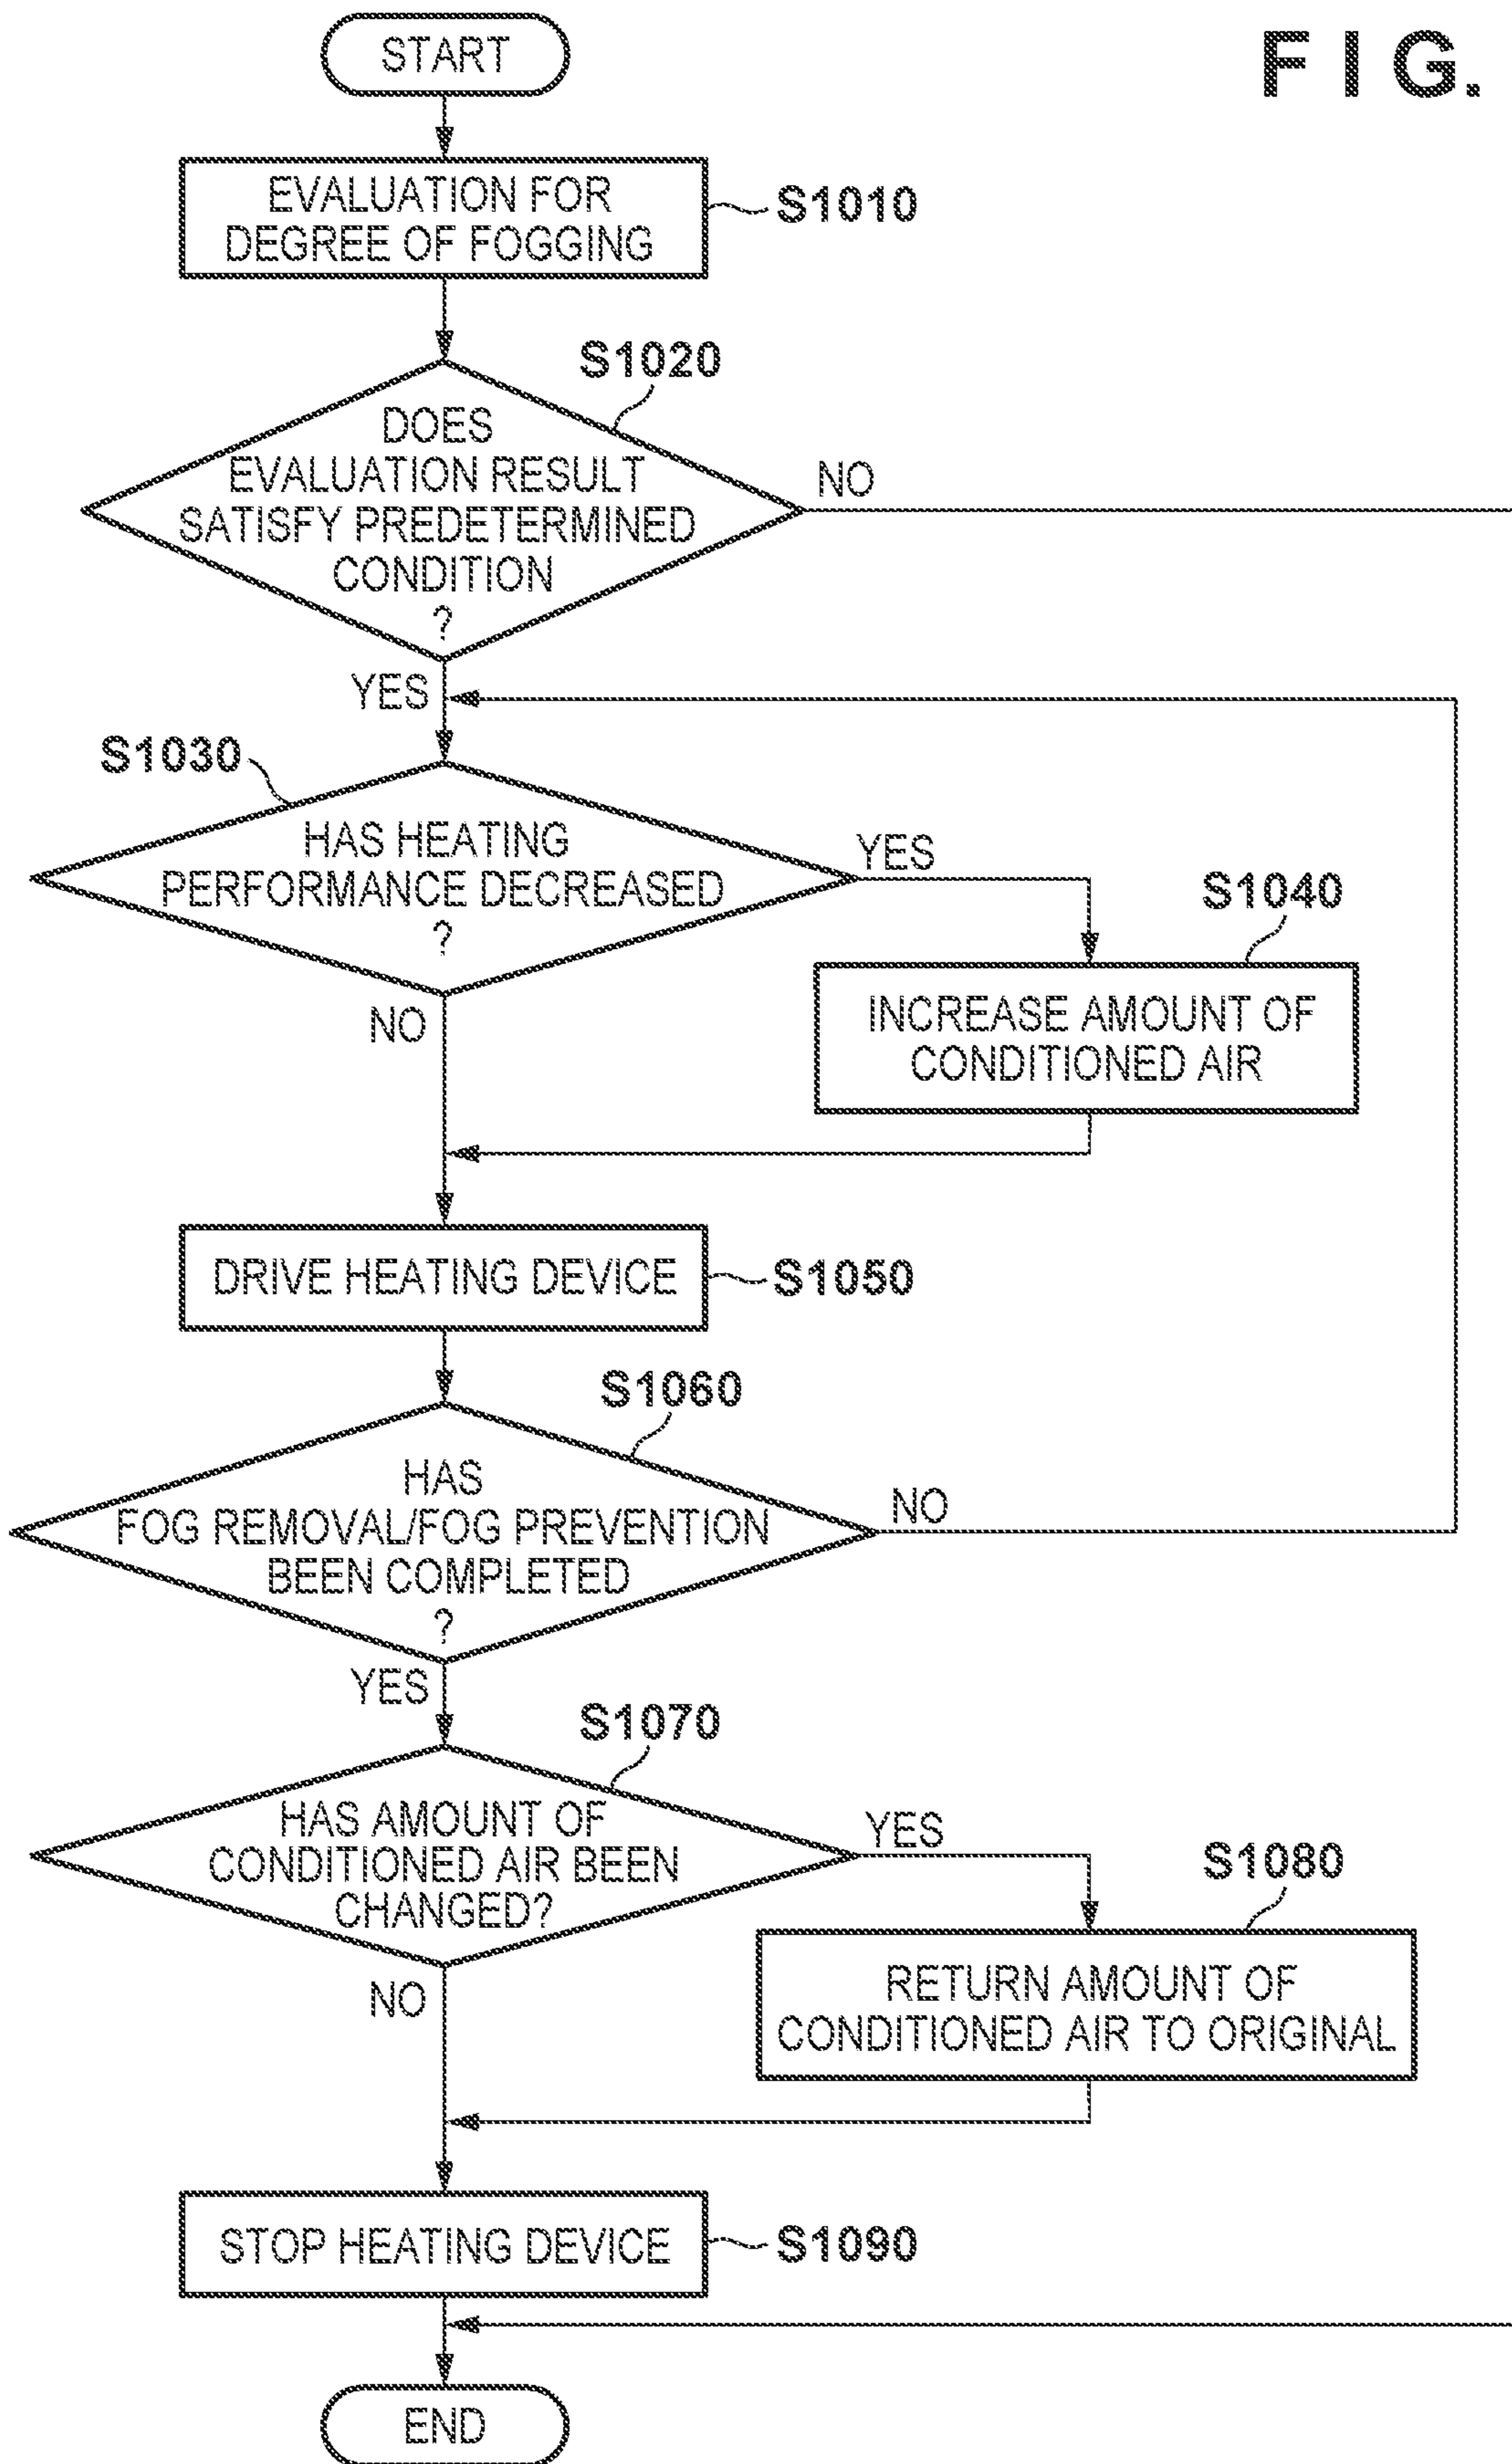 FIG.
START
EVALUATION FOR
DEGREE OF FOGGING
S1010
S1020
DOES
EVALUATION RESULT
SATISFY PREDETERMINED
CONDITION
?
NO
YES
S1030
HAS HEATING
PERFORMANCE DECREASED
?
YES
S1040
INCREASE AMOUNT OF
CONDITIONED AIR
NO
DRIVE HEATING DEVICE
S1050
S1060
HAS
FOG REMOVAL/FOG PREVENTION
BEEN COMPLETED
?
NO
YES
S1070
HAS AMOUNT OF
CONDITIONED AIR BEEN
CHANGED?
YES
S1080
RETURN AMOUNT OF
CONDITIONED AIR TO ORIGINAL
NO
STOP HEATING DEVICE
S1090
END